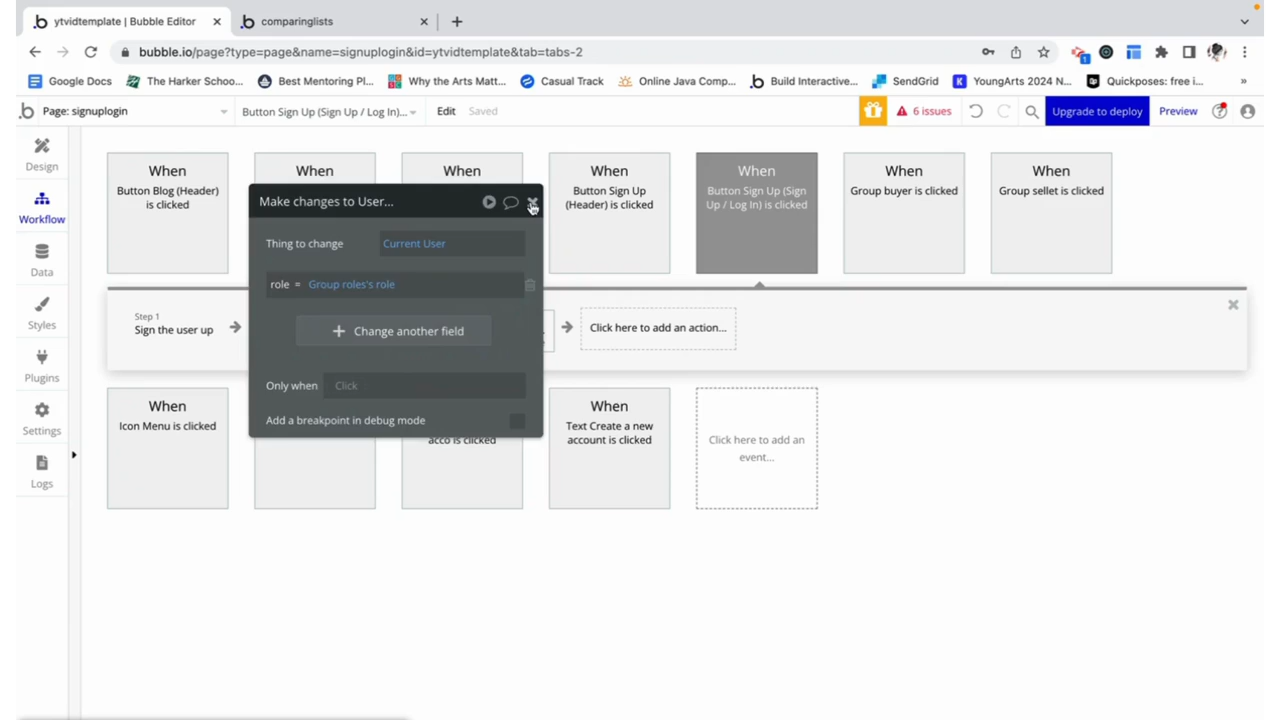 ytvidtemplate | Bubble Editor
comparinglists
bubble.io/page?type=page&name=signuplogin&id=ytvidtemplate&tab=tabs-2
Google Docs
The Harker Schoo...
Best Mentoring Pl...
Why the Arts Matt...
Casual Track
Online Java Comp...
Build Interactive...
SendGrid
YoungArts 2024 N...
Quickposes: free i...
»
Page: signuplogin
Button Sign Up (Sign Up / Log In)...
Edit
Saved
6 issues
Upgrade to deploy
Preview
Design
Workflow
Data
Styles
Plugins
Settings
Logs
When
Button Blog (Header)
is clicked
When
When
When
Button Sign Up
(Header) is clicked
When
Button Sign Up (Sign
Up / Log In) is clicked
When
Group buyer is clicked
When
Group sellet is clicked
Make changes to User...
Thing to change
Current User
role = Group roles's role
Change another field
Only when
Click
Add a breakpoint in debug mode
Step 1
Sign the user up
Click here to add an action...
When
Icon Menu is clicked
acco is clicked
When
Text Create a new
account is clicked
Click here to add an
event...